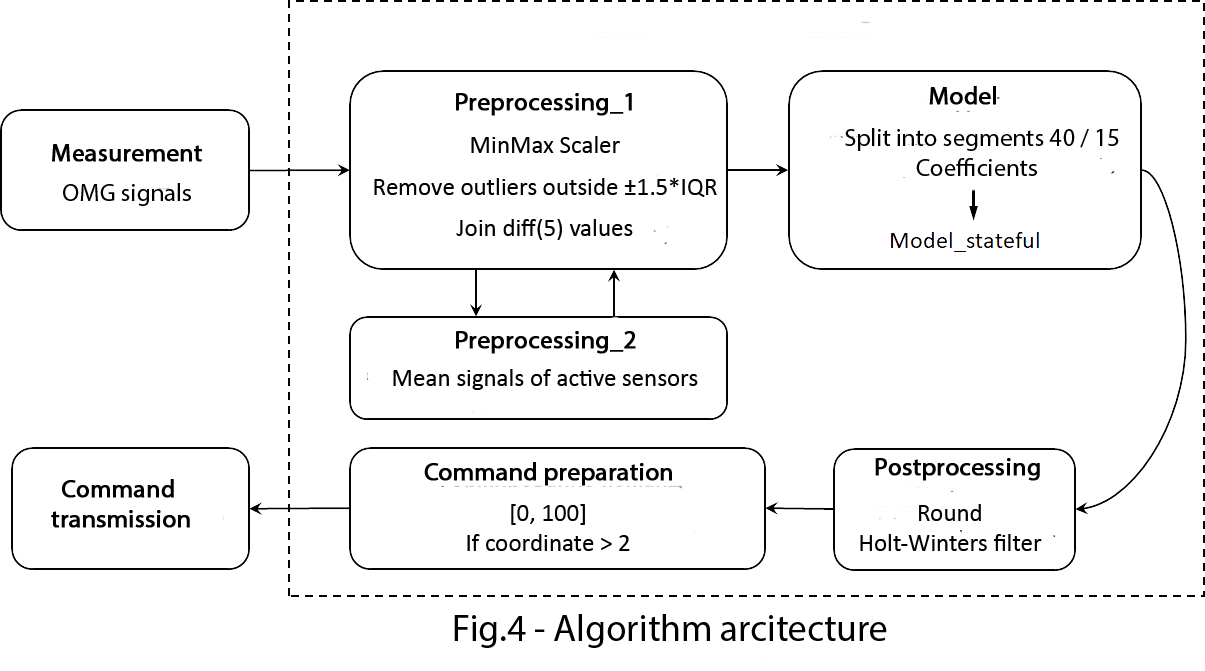 Measurement
OMG signals
Preprocessing_1
MinMax Scaler
Remove outliers outside ±1.5*IQR
Join diff(5) values
Preprocessing_2
Mean signals of active sensors
Model
Split into segments 40 / 15
Coefficients
Model_stateful
Postprocessing
Round
Holt-Winters filter
Command preparation
[0, 100]
If coordinate > 2
Command
transmission
Fig.4 - Algorithm arcitecture